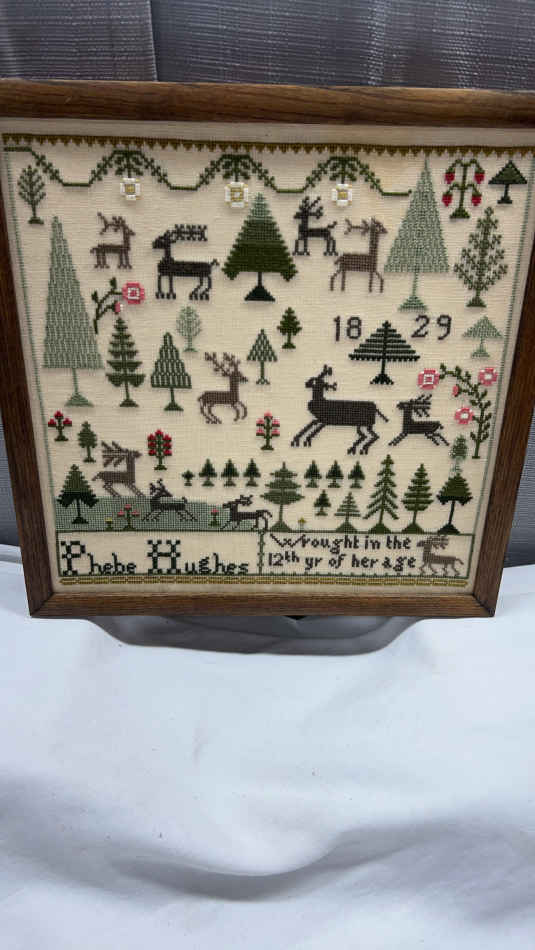 18 29
Phebe Hughes
Wrought in the
12th yr of her age